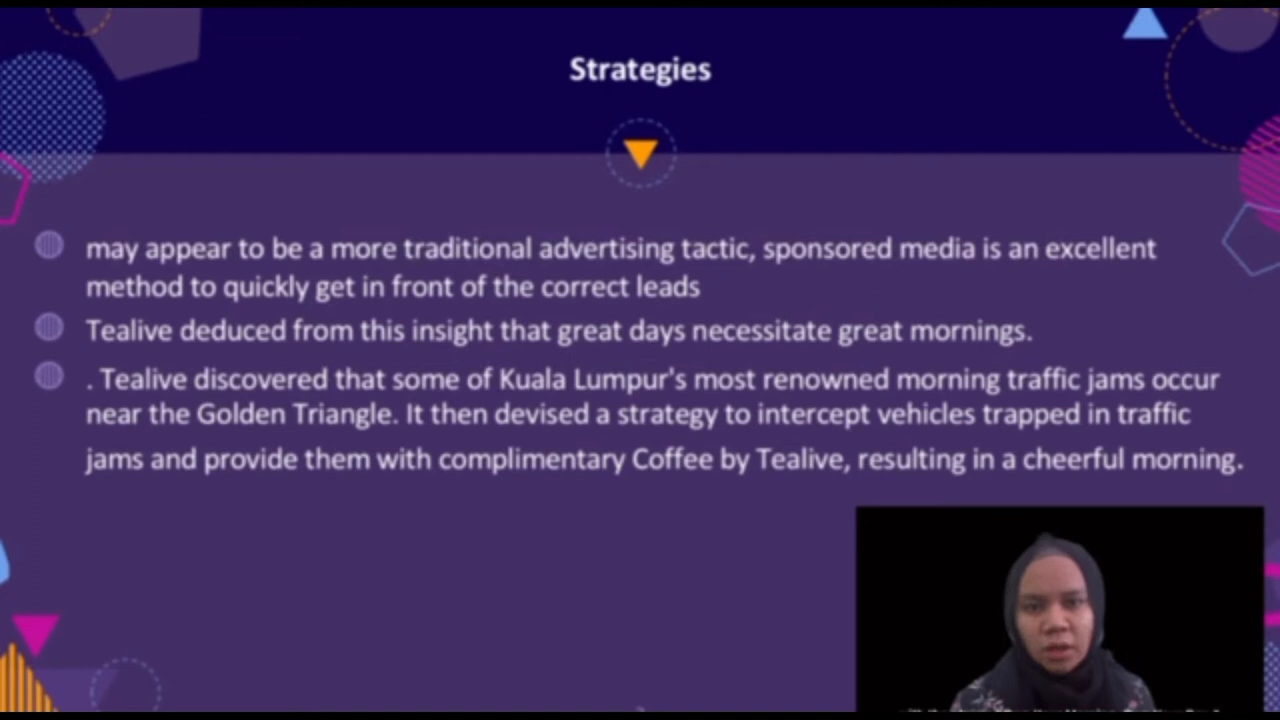 Strategies
may appear to be a more traditional advertising tactic, sponsored media is an excellent
method to quickly get in front of the correct leads
Tealive deduced from this insight that great days necessitate great mornings.
. Tealive discovered that some of Kuala Lumpur's most renowned morning traffic jams occur
near the Golden Triangle. It then devised a strategy to intercept vehicles trapped in traffic
jams and provide them with complimentary Coffee by Tealive, resulting in a cheerful morning.